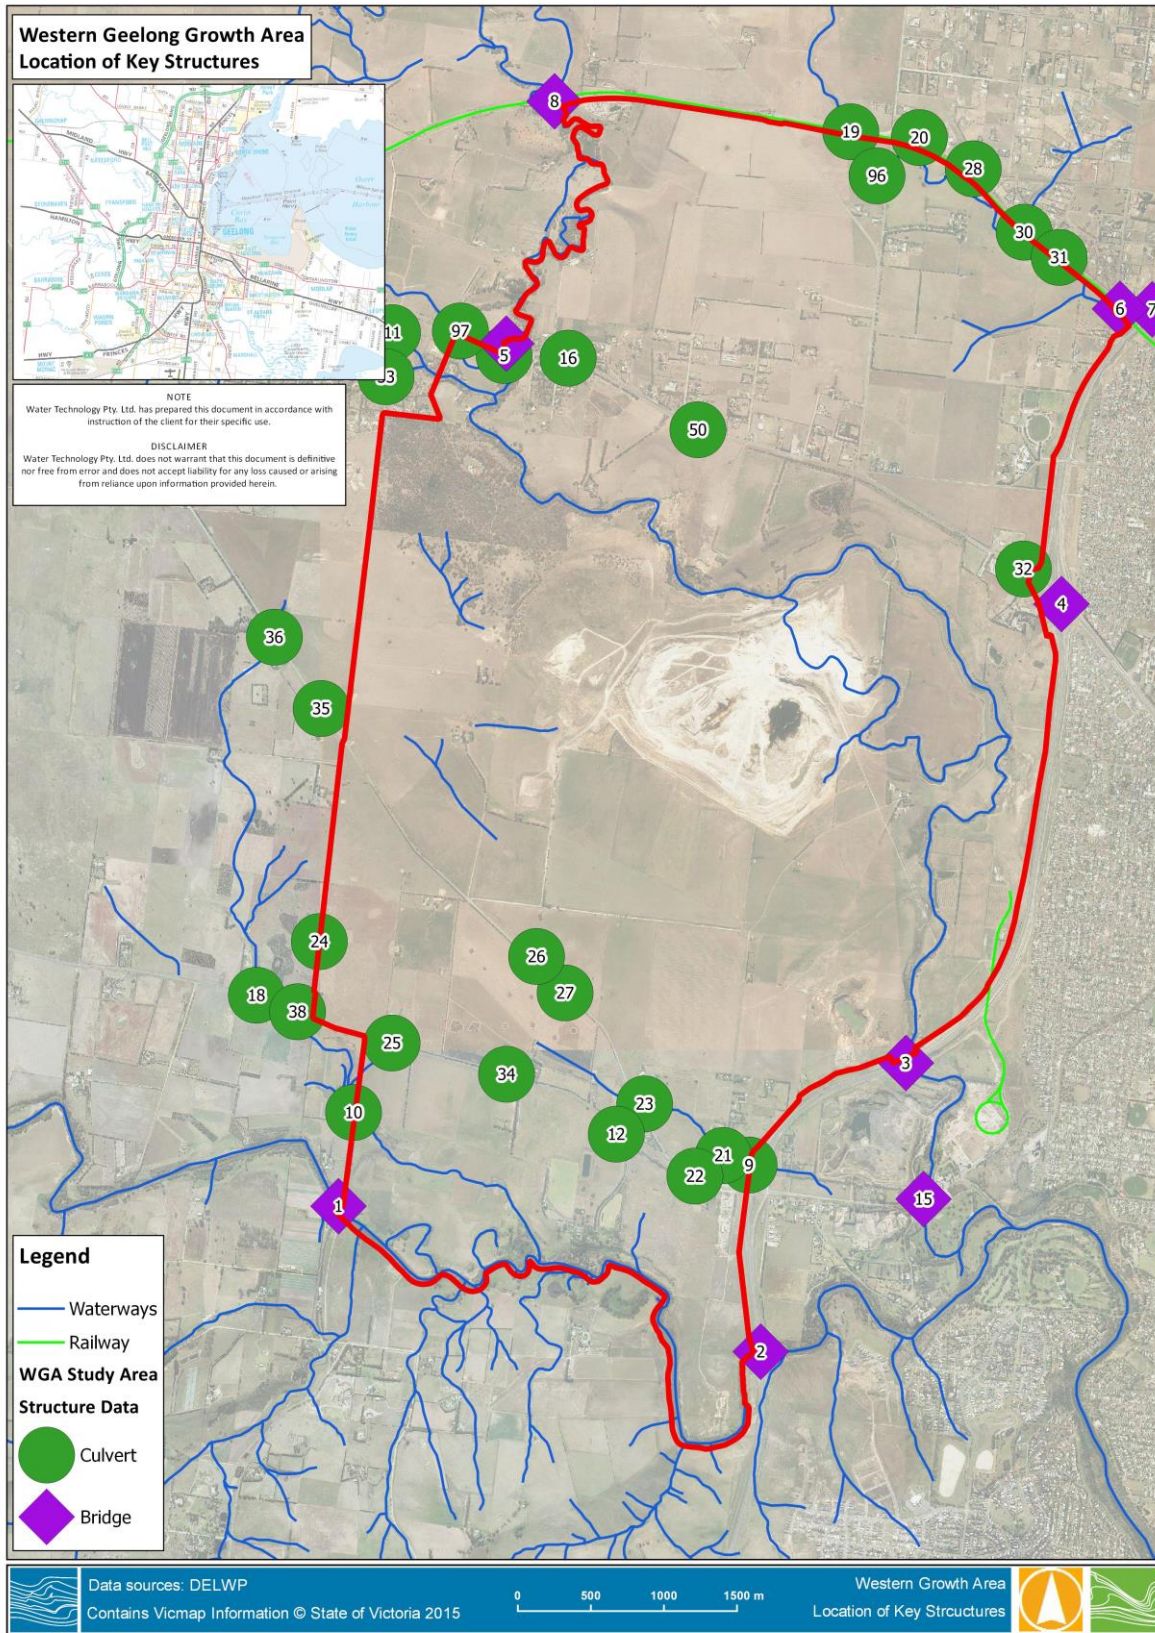 Western Geelong Growth Area
Location of Key Structures
NOTE
Water Technology Pty. Ltd. has prepared this document in accordance with
instruction of the client for their specific use.
DISCLAIMER
Water Technology Pty. Ltd. does not warrant that this document is definitive
nor free from error and does not accept liability for any loss caused or arising
from reliance upon information provided herein.
GEELONG
8
19
20
96
28
30
31
6
7
11
97
5
16
33
50
32
4
36
35
24
26
18
38
27
25
34
3
10
23
12
21
9
22
1
15
2
Legend
Waterways
Railway
WGA Study Area
Structure Data
Culvert
Bridge
Data sources: DELWP
Contains Vicmap Information © State of Victoria 2015
0 500 1000 1500 m
Western Growth Area
Location of Key Strcuctures